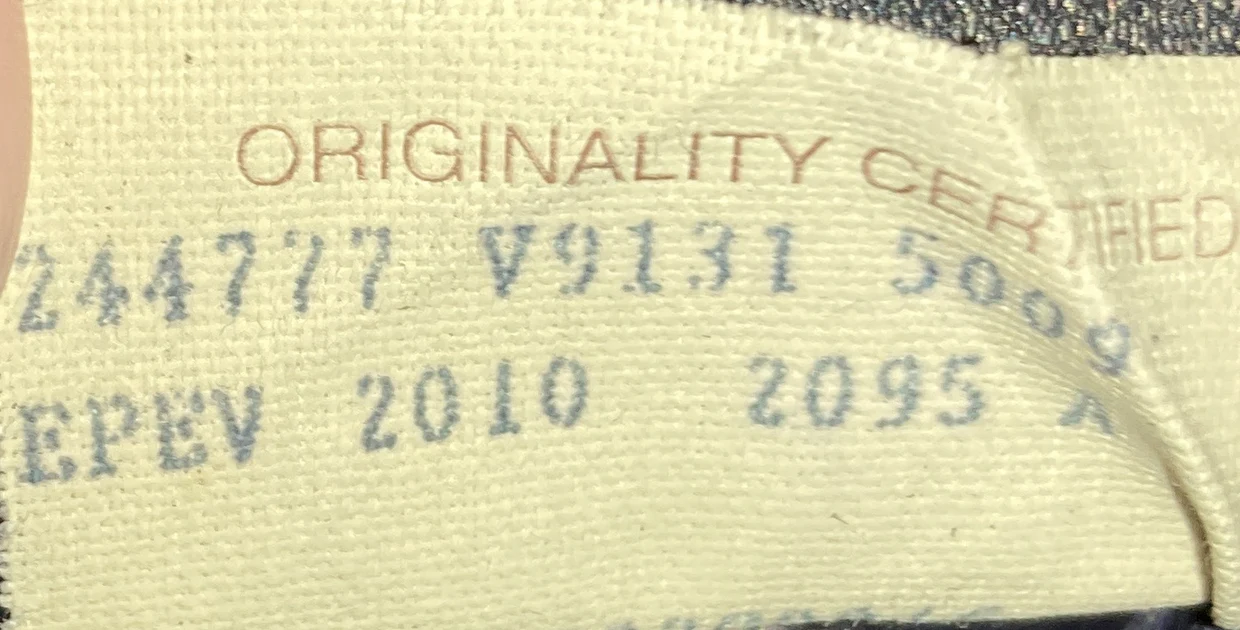 ORIGINALITY CERTIFIED
244777 V9131 5009
EPEV 2010 2095 A